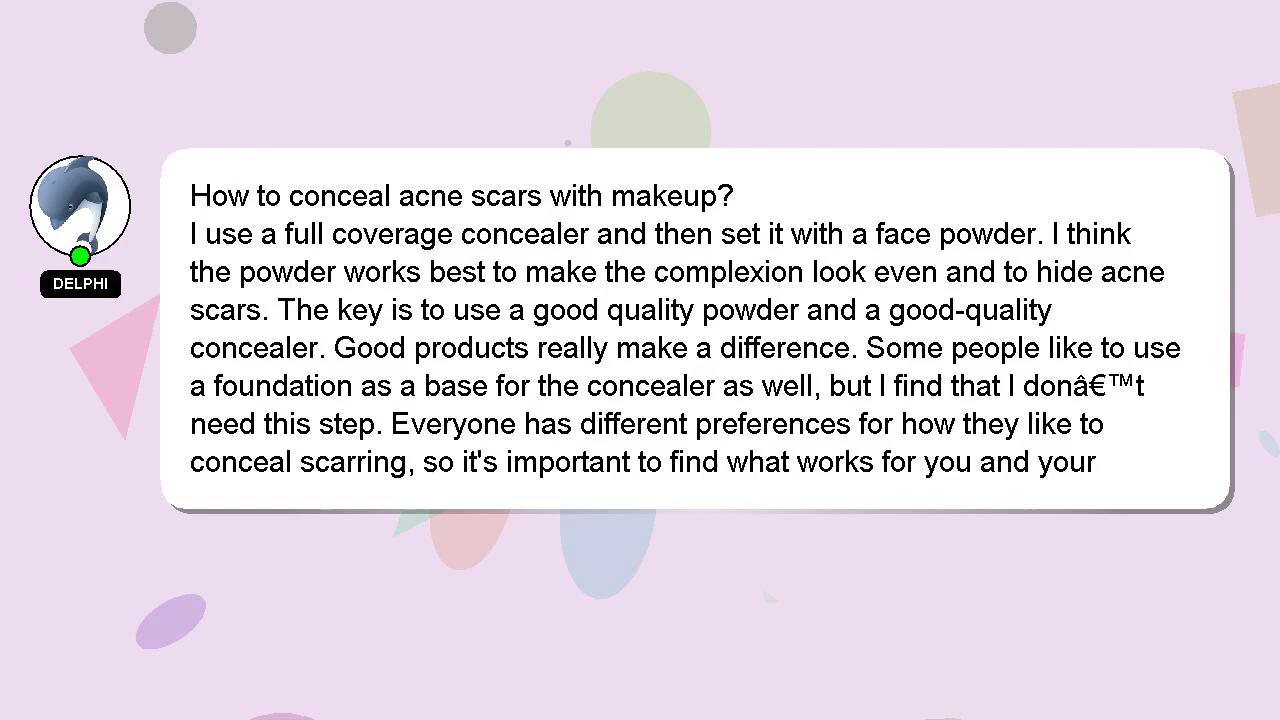 How to conceal acne scars with makeup?
I use a full coverage concealer and then set it with a face powder. I think
the powder works best to make the complexion look even and to hide acne
scars. The key is to use a good quality powder and a good-quality
concealer. Good products really make a difference. Some people like to use
a foundation as a base for the concealer as well, but I find that I donâ€™t
need this step. Everyone has different preferences for how they like to
conceal scarring, so it's important to find what works for you and your
DELPHI